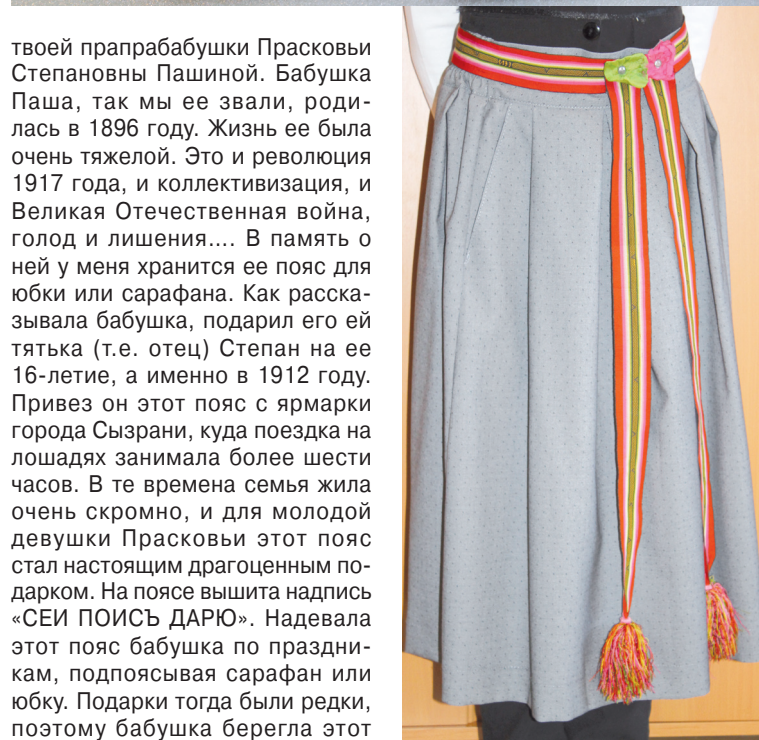 твоей прапрабабушки Прасковьи
Степановны Пашиной. Бабушка
Паша, так мы ее звали, роди-
лась в 1896 году. Жизнь ее была
очень тяжелой. Это и революция
1917 года, и коллективизация, и
Великая Отечественная война,
голод и лишения.... В память о
ней у меня хранится ее пояс для
юбки или сарафана. Как расска-
зывала бабушка, подарил его ей
тятька (т.е. отец) Степан на ее
16-летие, а именно в 1912 году.
Привез он этот пояс с ярмарки
города Сызрани, куда поездка на
лошадях занимала более шести
часов. В те времена семья жила
очень скромно, и для молодой
девушки Прасковьи этот пояс
стал настоящим драгоценным по-
дарком. На поясе вышита надпись
«СЕИ ПОИСЪ ДАРЮ». Надевала
этот пояс бабушка по праздни-
кам, подпоясывая сарафан или
юбку. Подарки тогда были редки,
поэтому бабушка берегла этот